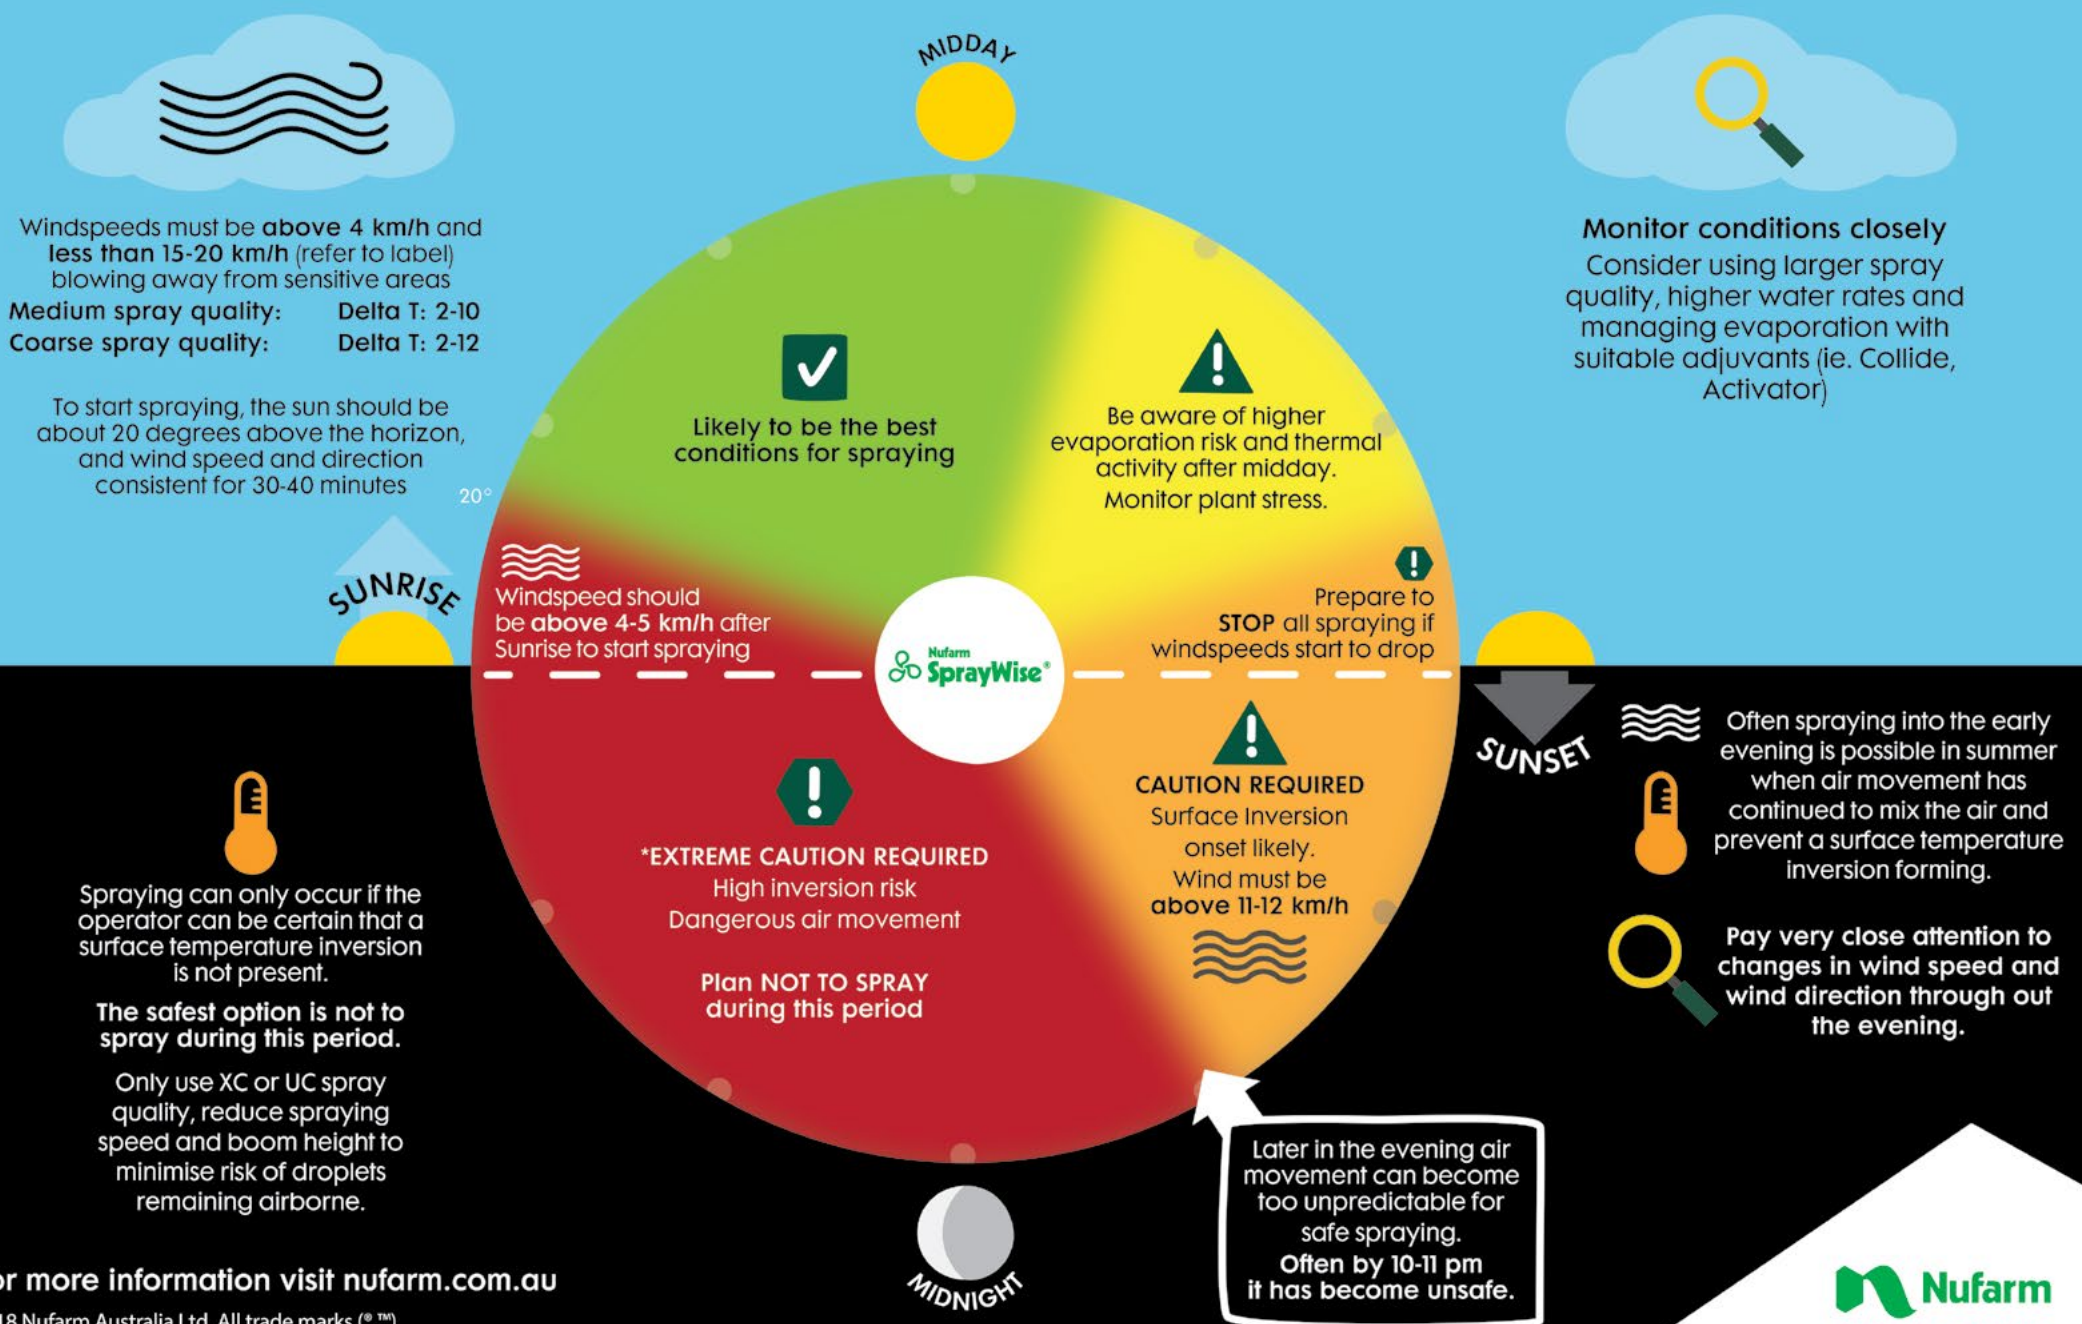 MIDDAY
Windspeeds must be above 4 km/h and
less than 15-20 km/h (refer to label)
blowing away from sensitive areas
Medium spray quality: Delta T: 2-10
Coarse spray quality: Delta T: 2-12
To start spraying, the sun should be
about 20 degrees above the horizon,
and wind speed and direction
consistent for 30-40 minutes
20°
SUNRISE
Monitor conditions closely
Consider using larger spray
quality, higher water rates and
managing evaporation with
suitable adjuvants (ie. Collide,
Activator)
Likely to be the best
conditions for spraying
Be aware of higher
evaporation risk and thermal
activity after midday.
Monitor plant stress.
Windspeed should
be above 4-5 km/h after
Sunrise to start spraying
Nufarm
SprayWise®
Prepare to
STOP all spraying if
windspeeds start to drop
SUNSET
*EXTREME CAUTION REQUIRED
High inversion risk
Dangerous air movement
Plan NOT TO SPRAY
during this period
CAUTION REQUIRED
Surface Inversion
onset likely.
Wind must be
above 11-12 km/h
Often spraying into the early
evening is possible in summer
when air movement has
continued to mix the air and
prevent a surface temperature
inversion forming.
Pay very close attention to
changes in wind speed and
wind direction through out
the evening.
Spraying can only occur if the
operator can be certain that a
surface temperature inversion
is not present.
The safest option is not to
spray during this period.
Only use XC or UC spray
quality, reduce spraying
speed and boom height to
minimise risk of droplets
remaining airborne.
Later in the evening air
movement can become
too unpredictable for
safe spraying.
Often by 10-11 pm
it has become unsafe.
MIDNIGHT
or more information visit nufarm.com.au
18 Nufarm Australia Ltd. All trade marks (® ™)
Nufarm